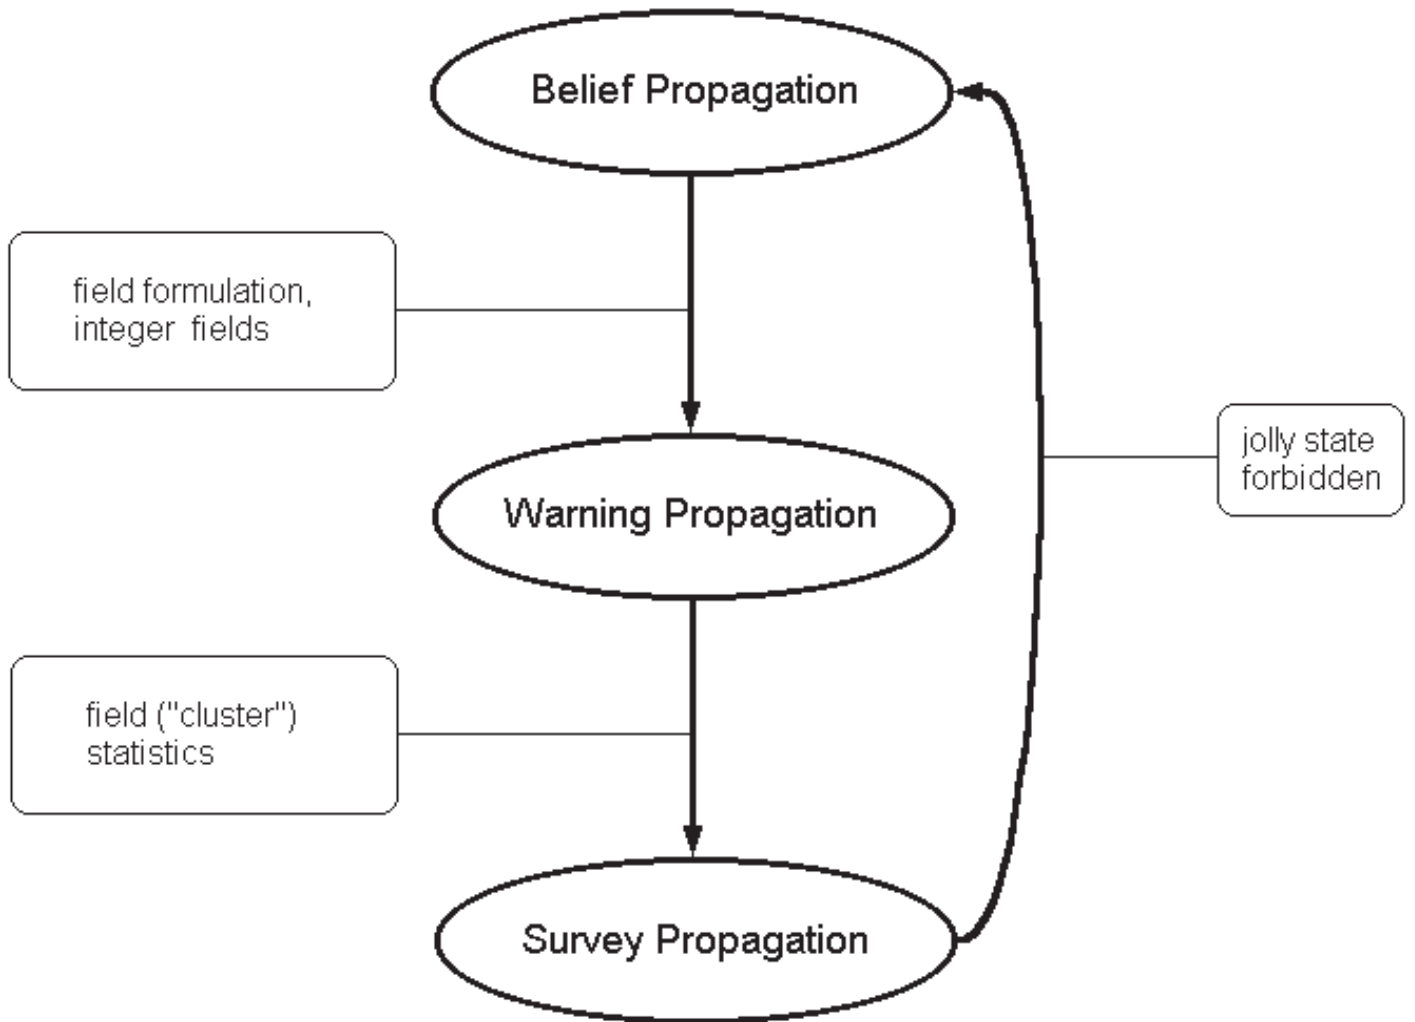 Belief Propagation
field formulation,
integer fields
jolly state
forbidden
Warning Propagation
field ("cluster")
statistics
Survey Propagation